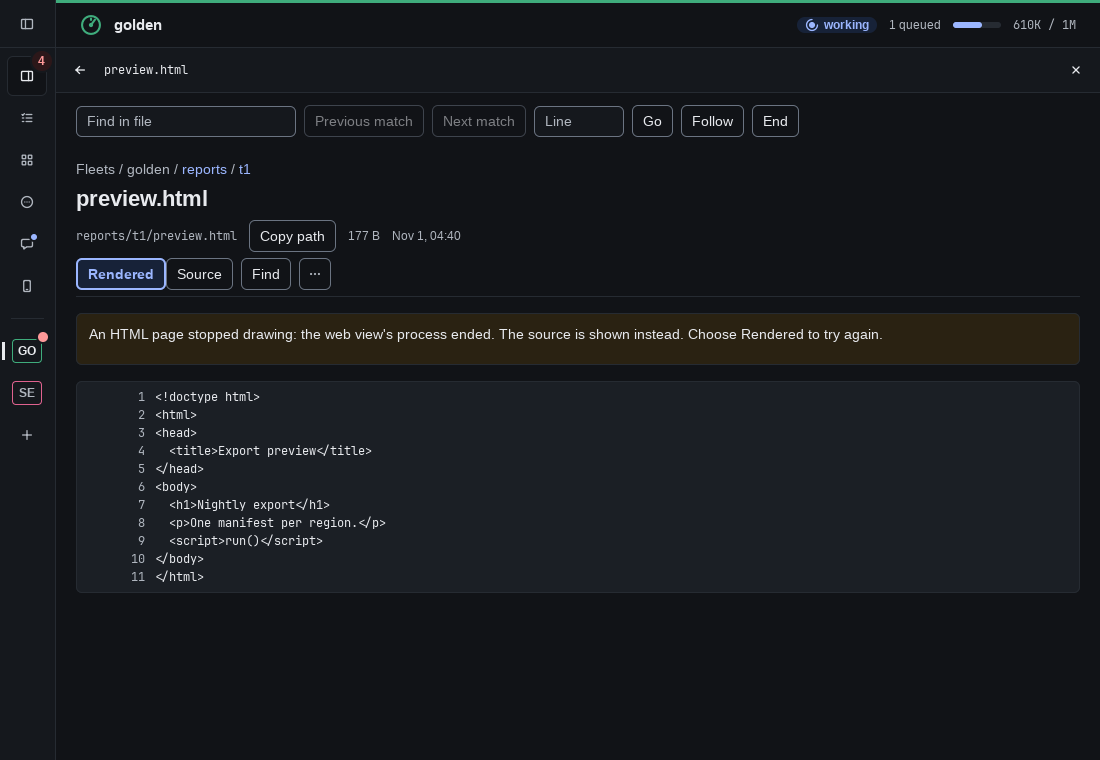 golden
working
1 queued
610K / 1M
4
preview.html
Find in file
Previous match
Next match
Line
Go
Follow
End
Fleets / golden / reports / t1
preview.html
reports/t1/preview.html
Copy path
177 B
Nov 1, 04:40
Rendered
Source
Find
GO
SE
An HTML page stopped drawing: the web view's process ended. The source is shown instead. Choose Rendered to try again.
1 <!doctype html>
2 <html>
3 <head>
4   <title>Export preview</title>
5 </head>
6 <body>
7   <h1>Nightly export</h1>
8   <p>One manifest per region.</p>
9   <script>run()</script>
10 </body>
11 </html>